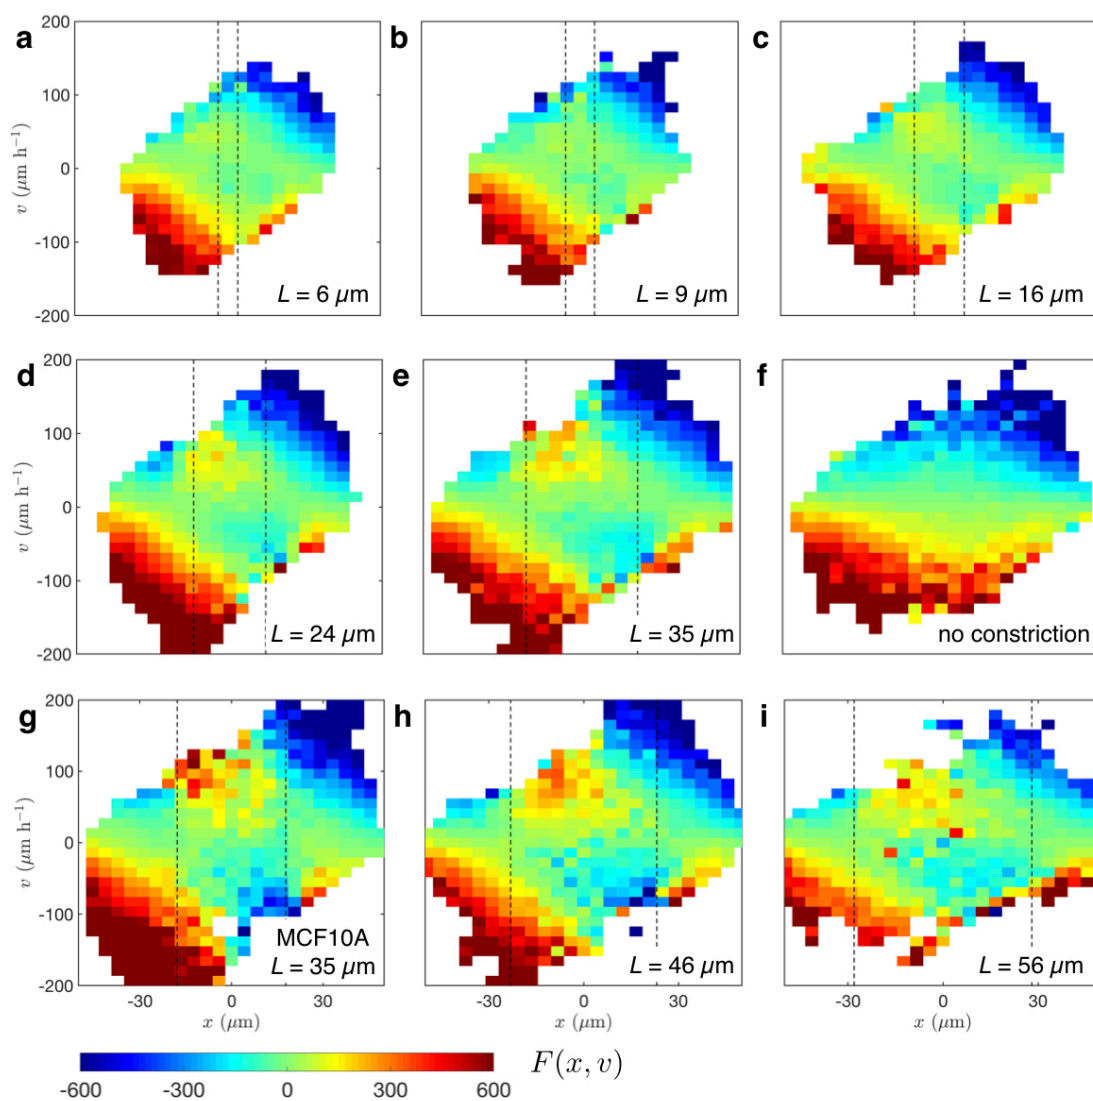 a
b
c
200
100
0
-100
-200
v (μm h⁻¹)
L = 6 μm
L = 9 μm
L = 16 μm
d
e
f
200
100
0
-100
-200
v (μm h⁻¹)
L = 24 μm
L = 35 μm
no constriction
g
h
i
200
100
0
-100
-200
v (μm h⁻¹)
MCF10A
L = 35 μm
L = 46 μm
L = 56 μm
-30 0 30
-30 0 30
-30 0 30
x (μm)
x (μm)
x (μm)
F(x, v)
-600 -300 0 300 600